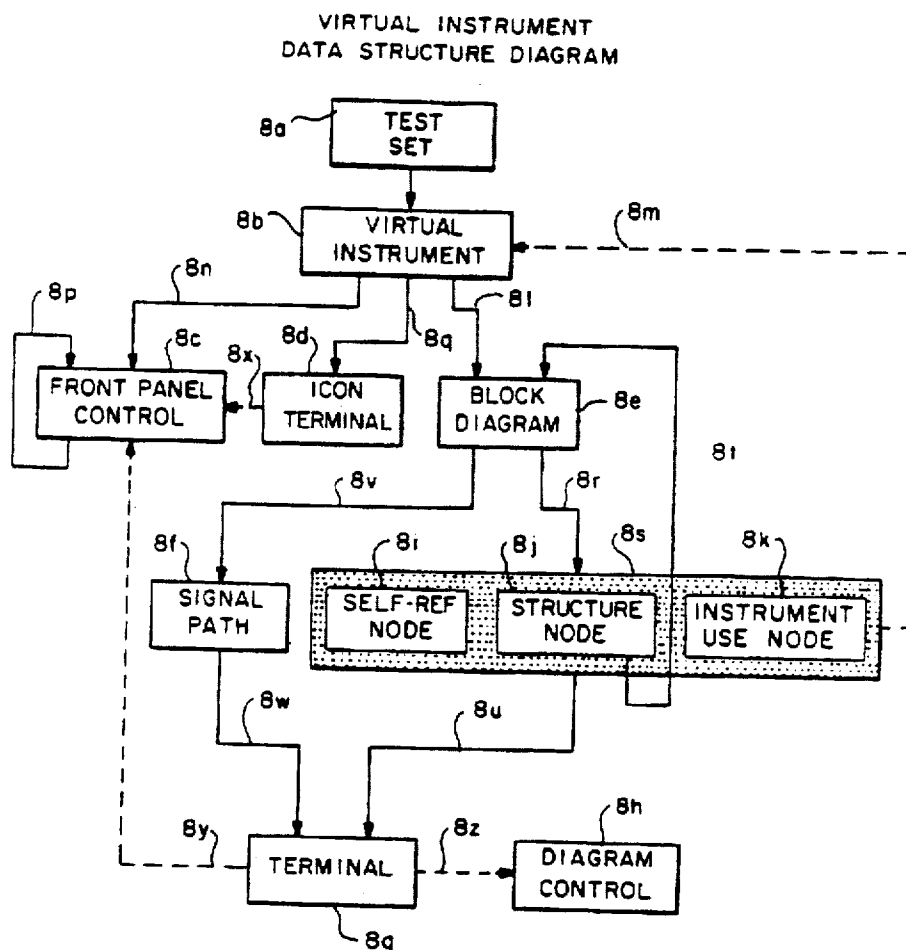 VIRTUAL INSTRUMENT
DATA STRUCTURE DIAGRAM
8a
TEST
SET
8b
VIRTUAL
INSTRUMENT
8m
8n
8l
8p
8q
8c
8x
8d
FRONT PANEL
CONTROL
ICON
TERMINAL
BLOCK
DIAGRAM
8e
8t
8v
8r
8f
8i
8j
8s
8k
SIGNAL
PATH
SELF-REF
NODE
STRUCTURE
NODE
INSTRUMENT
USE NODE
8w
8u
8y
8z
8h
TERMINAL
DIAGRAM
CONTROL
8g